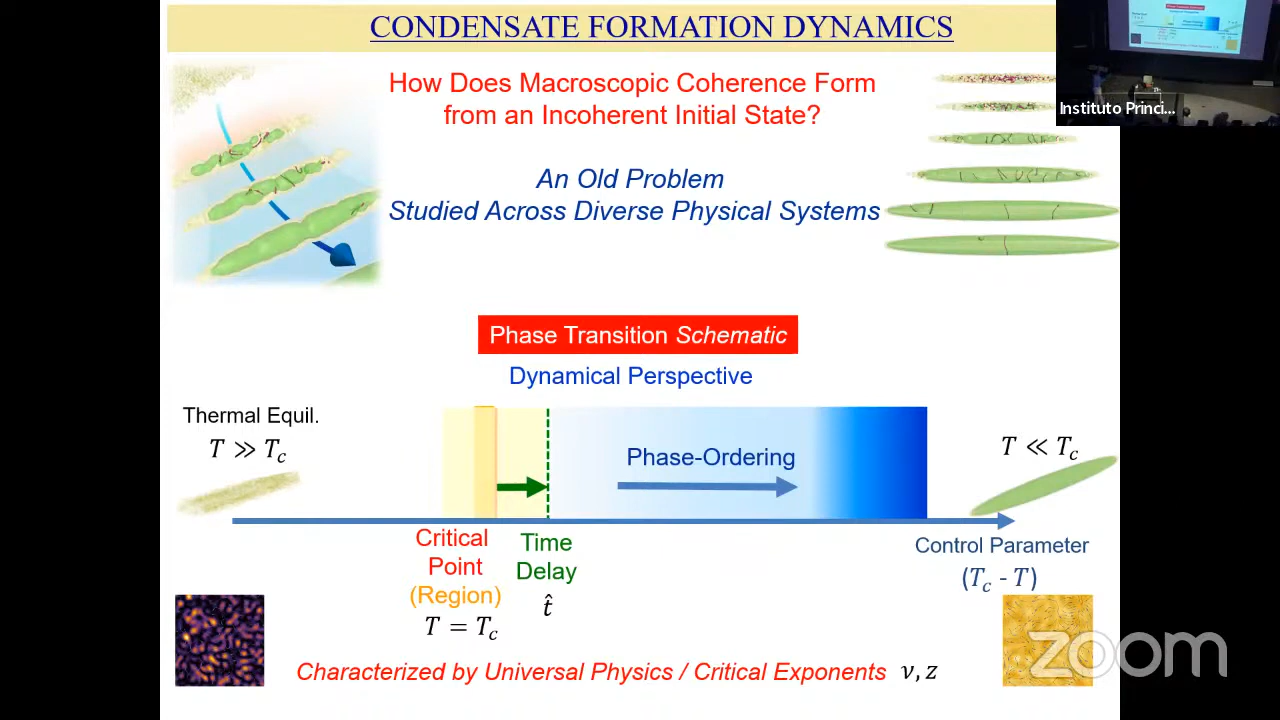 CONDENSATE FORMATION DYNAMICS
How Does Macroscopic Coherence Form
from an Incoherent Initial State?
An Old Problem
Studied Across Diverse Physical Systems
Instituto Princi...
Phase Transition Schematic
Dynamical Perspective
Thermal Equil.
T ≫ T_c
Phase-Ordering
T ≪ T_c
Critical
Point
(Region)
T = T_c
Time
Delay
t̂
Control Parameter
(T_c - T)
Characterized by Universal Physics / Critical Exponents ν, z
zoom